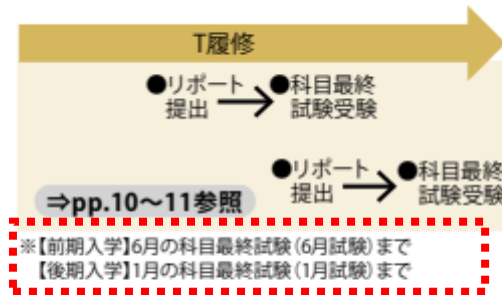 T履修
●リポート
提出
●科目最終
試験受験
●リポート
提出
●科目最終
試験受験
⇒pp.10～11参照
※【前期入学】6月の科目最終試験（6月試験）まで
【後期入学】1月の科目最終試験（1月試験）まで